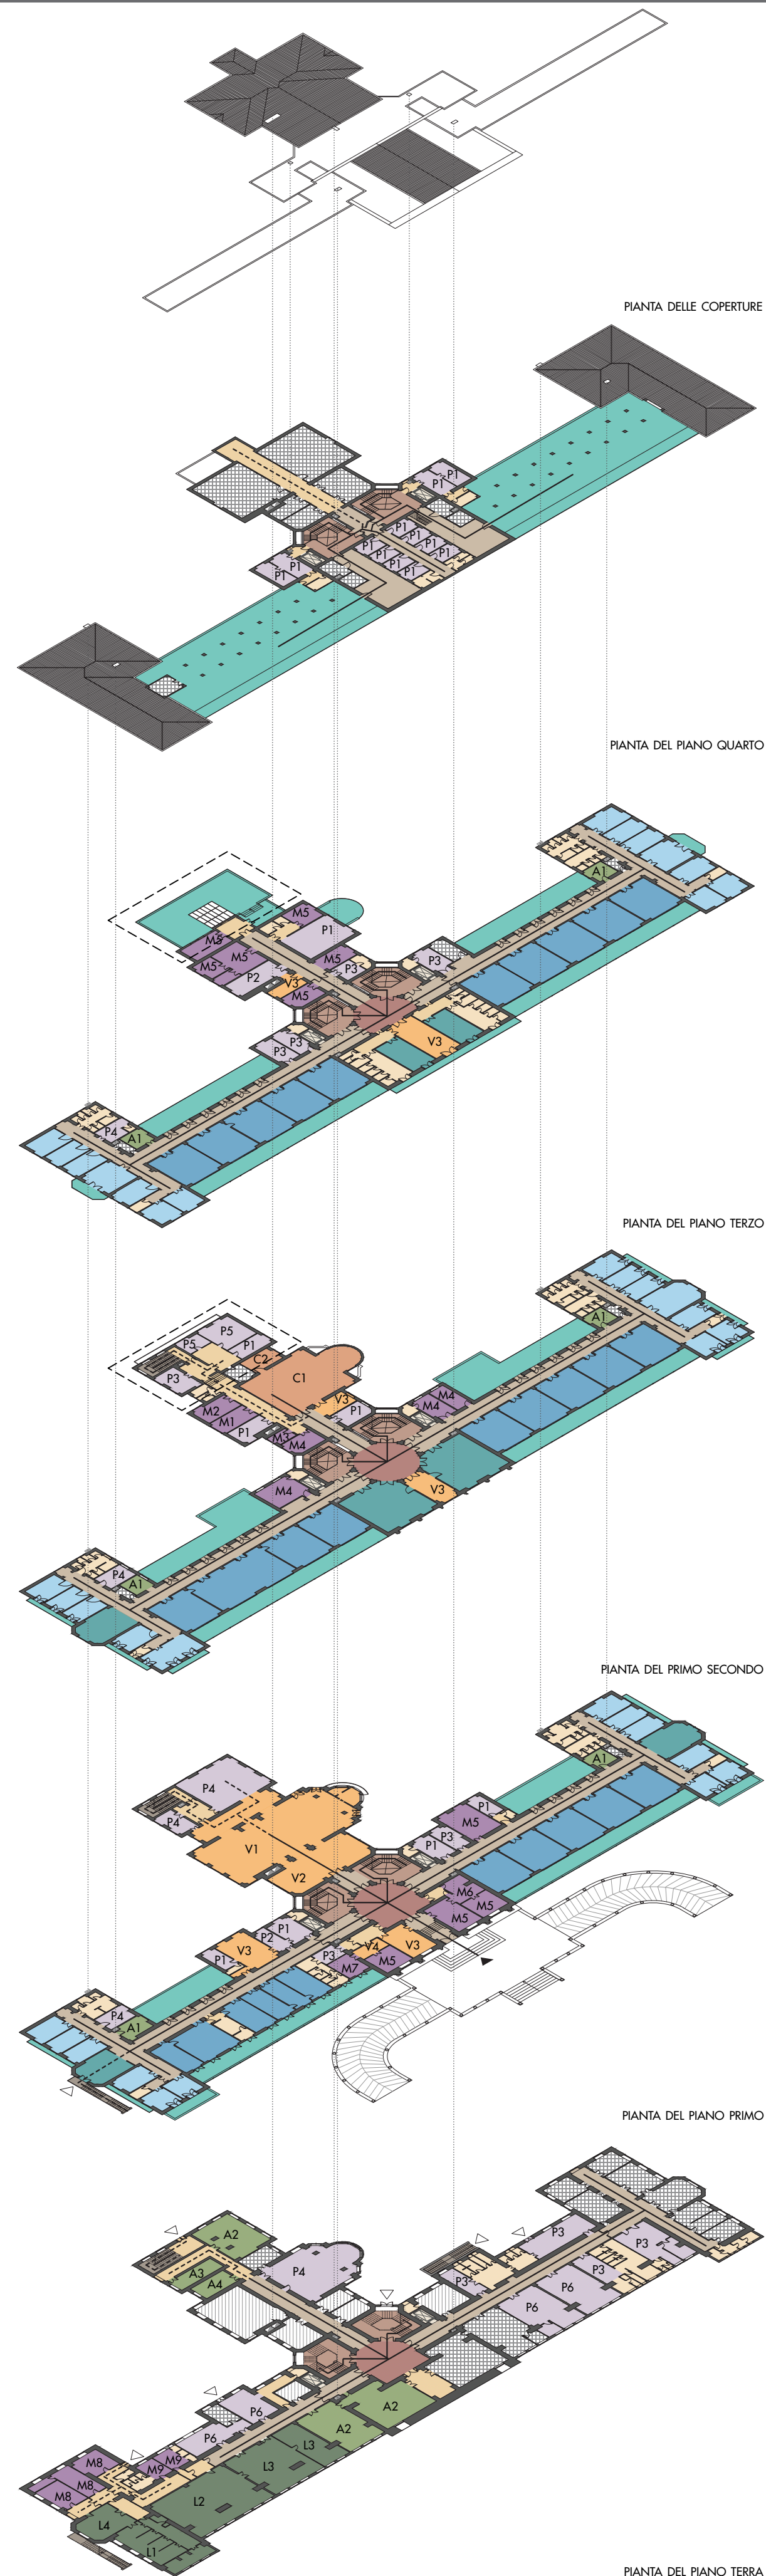 PIANTA DELLE COPERTURE
P1
P1
P1
P1
P1
P1
P1
P1
P1
P1
P1
P1
PIANTA DEL PIANO QUARTO
A1
M5
P1
M5
M5
M5
M5
P3
P3
P2
V3
M5
V3
P3
P3
P4
A1
PIANTA DEL PIANO TERZO
A1
P5
P5
P1
C2
P3
C1
M4
M4
V3
M2
M1
P1
P1
M3
M4
V3
M4
P4
A1
PIANTA DEL PRIMO SECONDO
A1
P4
P1
P4
M5
P3
P1
V1
V2
M6
M5
M5
P1
P2
V3
V3
V4
P1
P3
M5
M7
P4
A1
PIANTA DEL PIANO PRIMO
A2
P3
P3
A3
P4
P3
A4
P3
P6
P6
P6
A2
A2
P6
L3
M9
M8
L3
M9
M8
M8
L2
L4
L1
PIANTA DEL PIANO TERRA